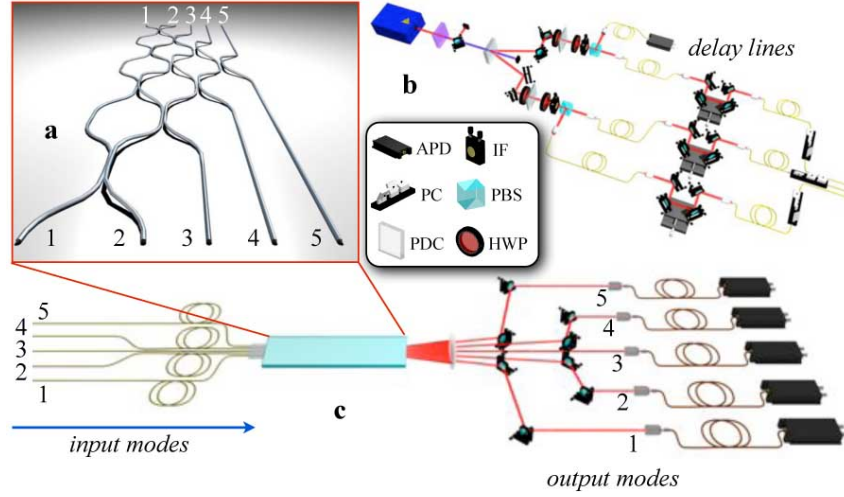 1 2 3 4 5
a
1 2 3 4 5
b
delay lines
APD IF
PC PBS
PDC HWP
5
4
3
2
1
input modes
c
5
4
3
2
1
output modes